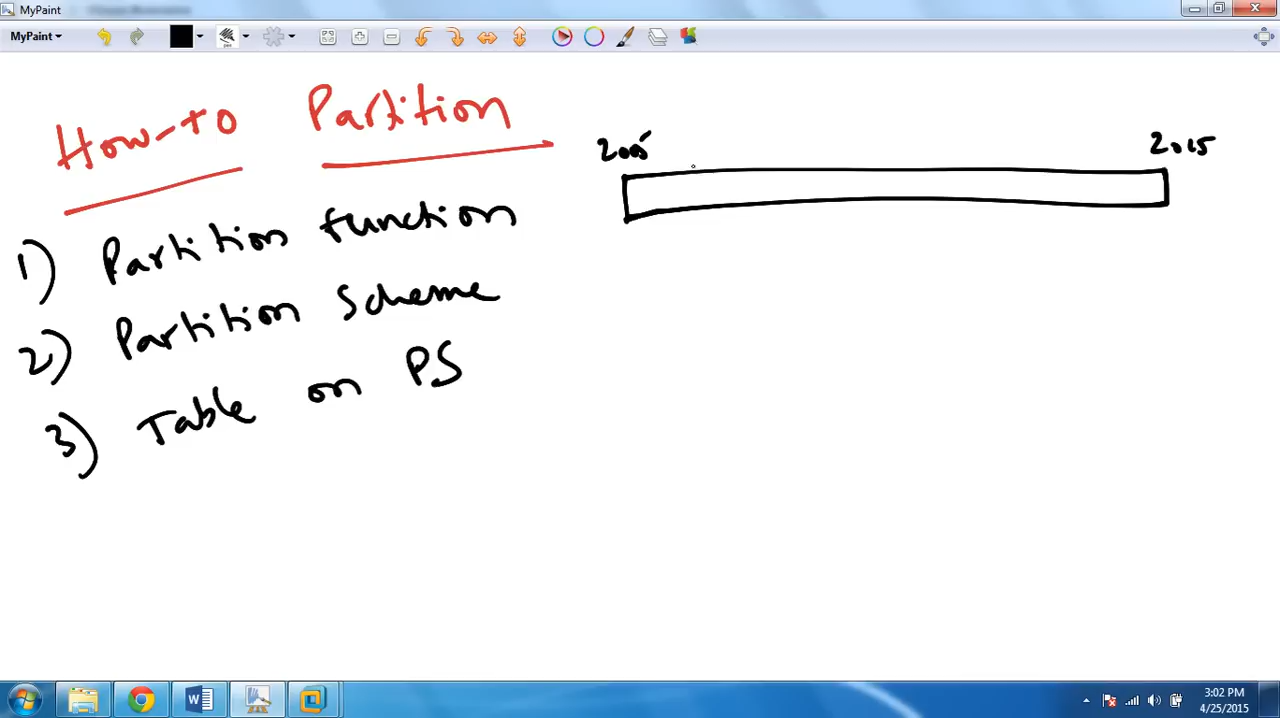 MyPaint
MyPaint
How-to Partition
2005
2015
1) Partition function
2) Partition Scheme
3) Table on PS
3:02 PM
4/25/2015